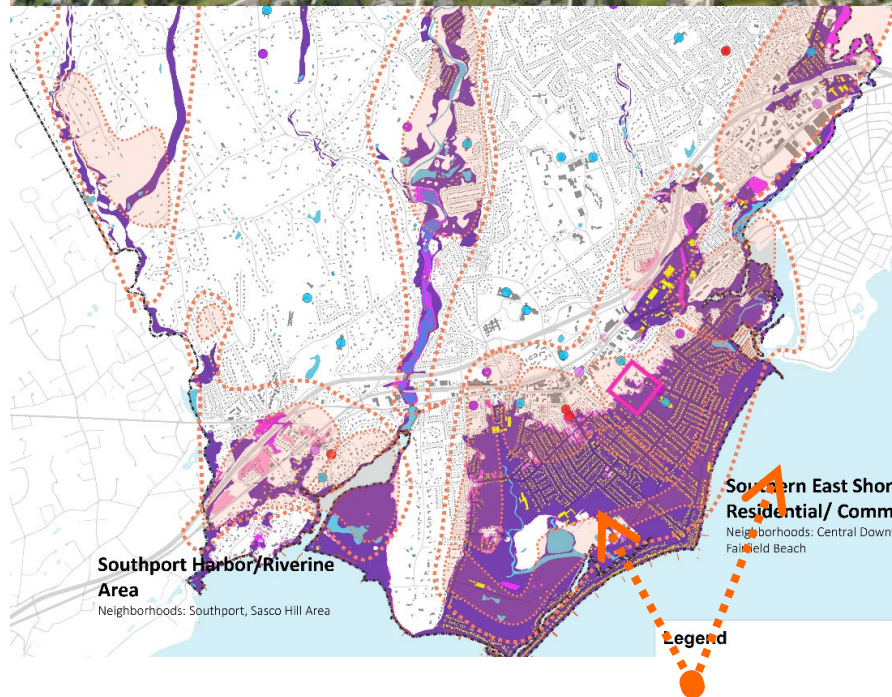 Southport Harbor/Riverine
Area
Neighborhoods: Southport, Sasco Hill Area
Southern East Shor
Residential/ Comm
Neighborhoods: Central Down
Fairfield Beach
Legend